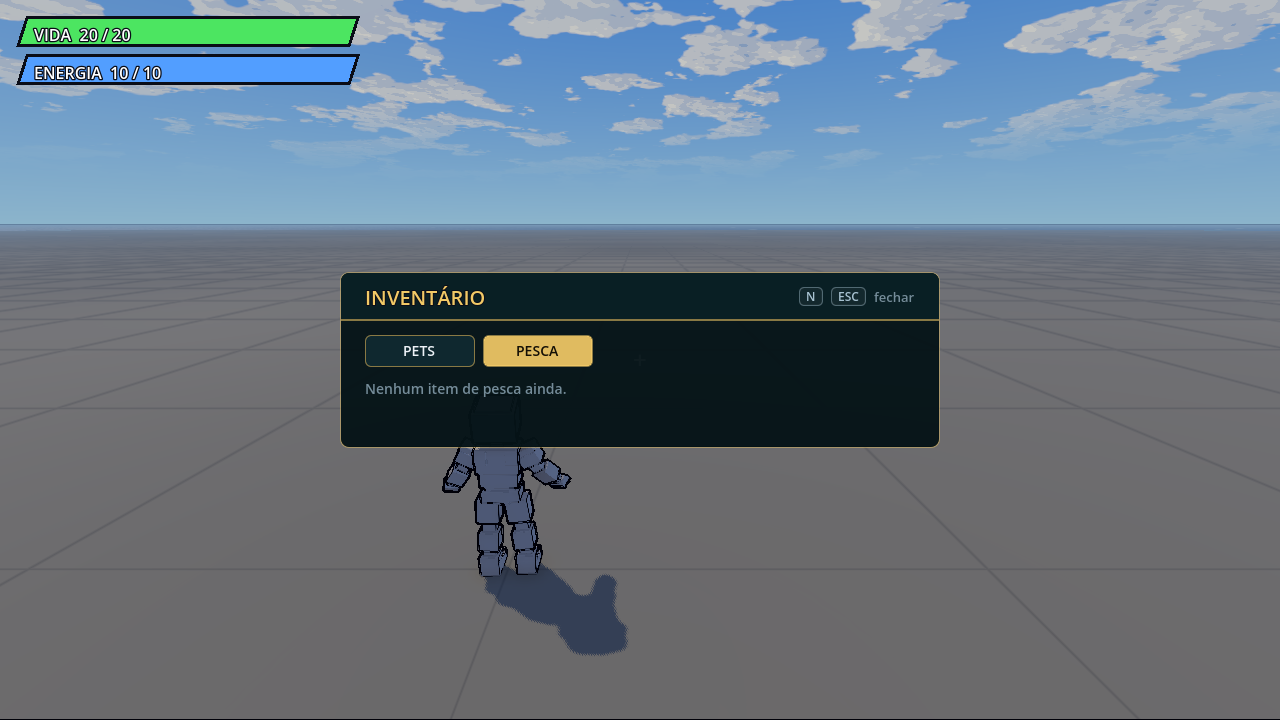 VIDA 20 / 20
ENERGIA 10 / 10
INVENTÁRIO
N ESC fechar
PETS PESCA
Nenhum item de pesca ainda.